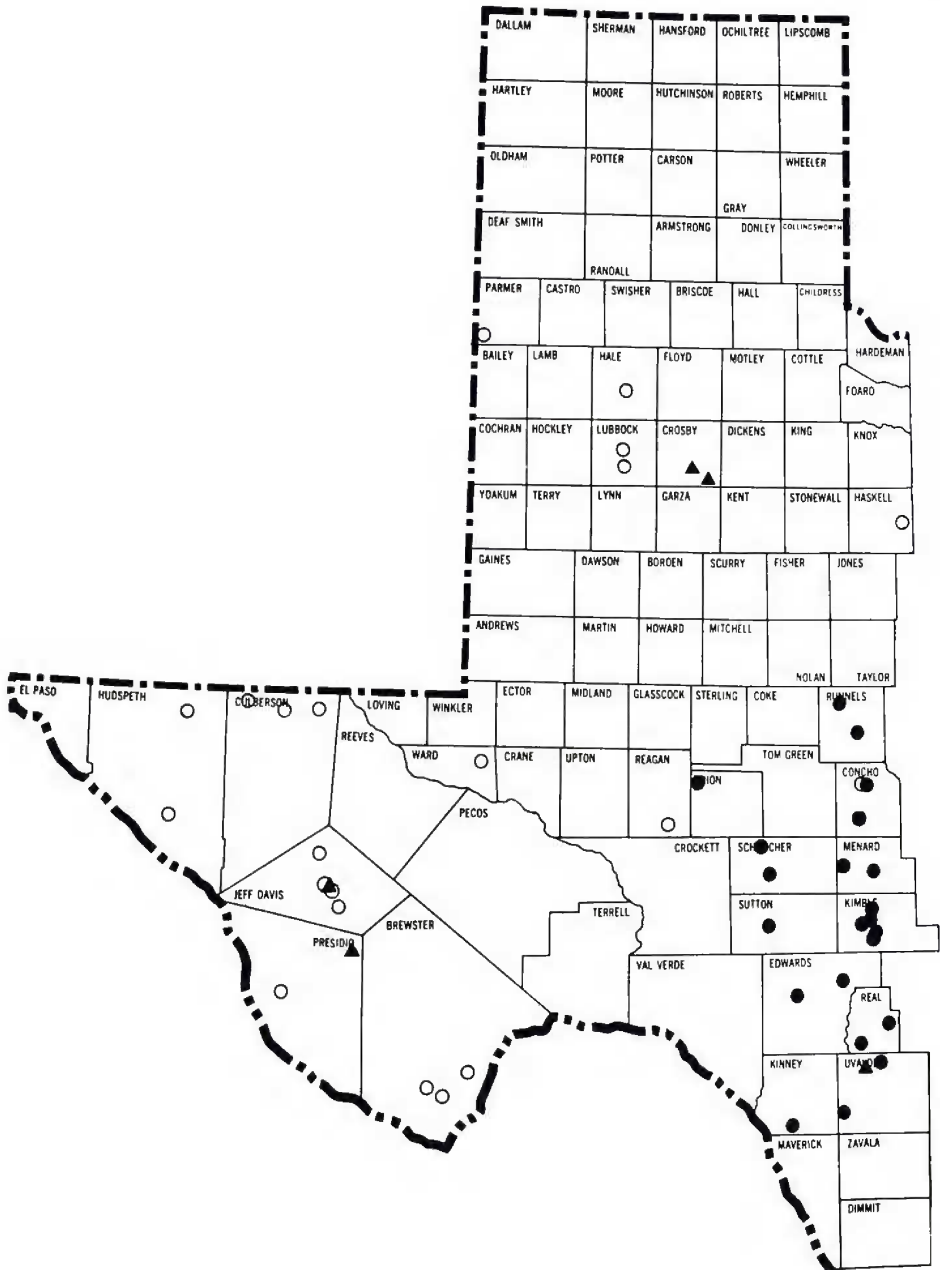 DALLAM SHERMAN HANSFORD OCHILTREE LIPSCOMB
HARTLEY MOORE HUTCHINSON ROBERTS HEMPHILL
OLDHAM POTTER CARSON WHEELER
GRAY
DEAF SMITH ARMSTRONG DONLEY COLLINGSWORTH
RANDALL
PARMER CASTRO SWISHER BRISCOE HALL CHILDRESS
HARDEMAN
BAILEY LAMB HALE FLOYD MOTLEY COTTLE
FOARD
COCHRAN HOCKLEY LUBBOCK CROSBY DICKENS KING KNOX
YOAKUM TERRY LYNN GARZA KENT STONEWALL HASKELL
GAINES DAWSON BORDEN SCURRY FISHER JONES
ANDREWS MARTIN HOWARD MITCHELL
NOLAN TAYLOR
EL PASO HUDSPETH CULBERSON LOVING WINKLER ECTOR MIDLAND GLASSCOCK STERLING COKE RUNNELS
REEVES
WARD CRANE UPTON REAGAN TOM GREEN
CONCHO
PECOS
CROCKETT MENARD
JEFF DAVIS SUTTON KIMBLE
TERRELL
BREWSTER
PRESIDIO
VAL VERDE EDWARDS
REAL
KINNEY UVALDE
MAVERICK ZAVALA
DIMMIT